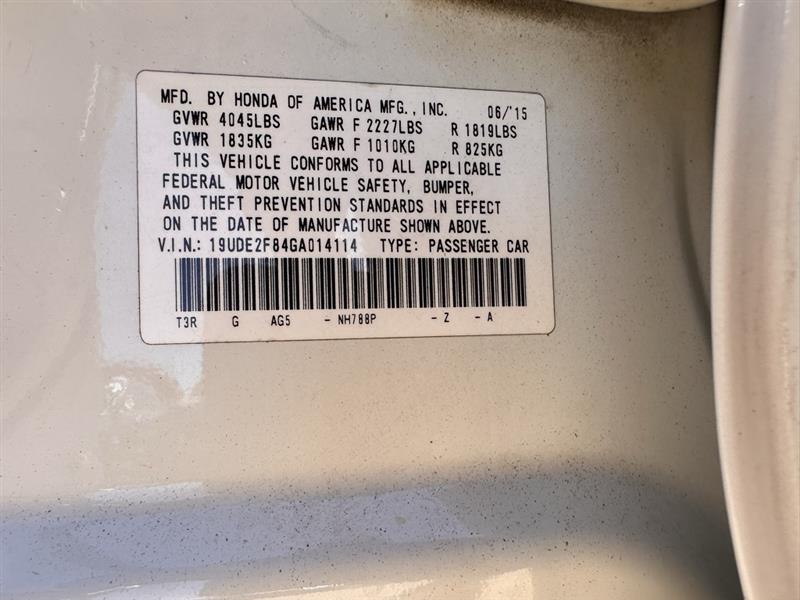 MFD. BY HONDA OF AMERICA MFG., INC. 06/'15
GVWR 4045LBS GAWR F 2227LBS R 1819LBS
GVWR 1835KG GAWR F 1010KG R 825KG
THIS VEHICLE CONFORMS TO ALL APPLICABLE
FEDERAL MOTOR VEHICLE SAFETY, BUMPER,
AND THEFT PREVENTION STANDARDS IN EFFECT
ON THE DATE OF MANUFACTURE SHOWN ABOVE.
V.I.N.: 19UDE2F84GA014114 TYPE: PASSENGER CAR
T3R G AG5 - NH788P - Z - A